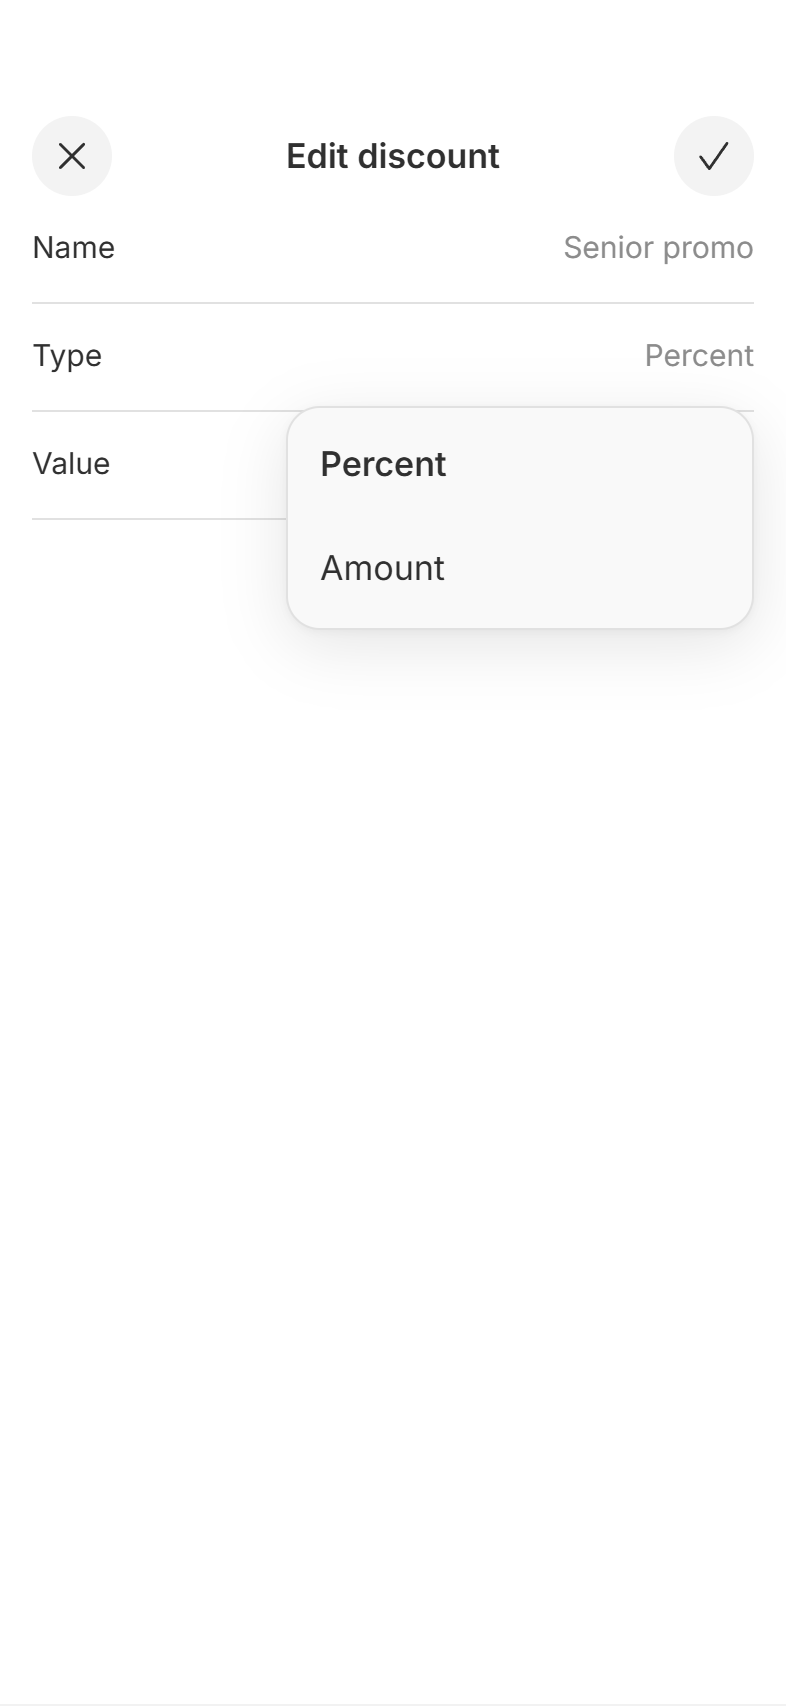 Edit discount
Name Senior promo
Type Percent
Value
Percent
Amount